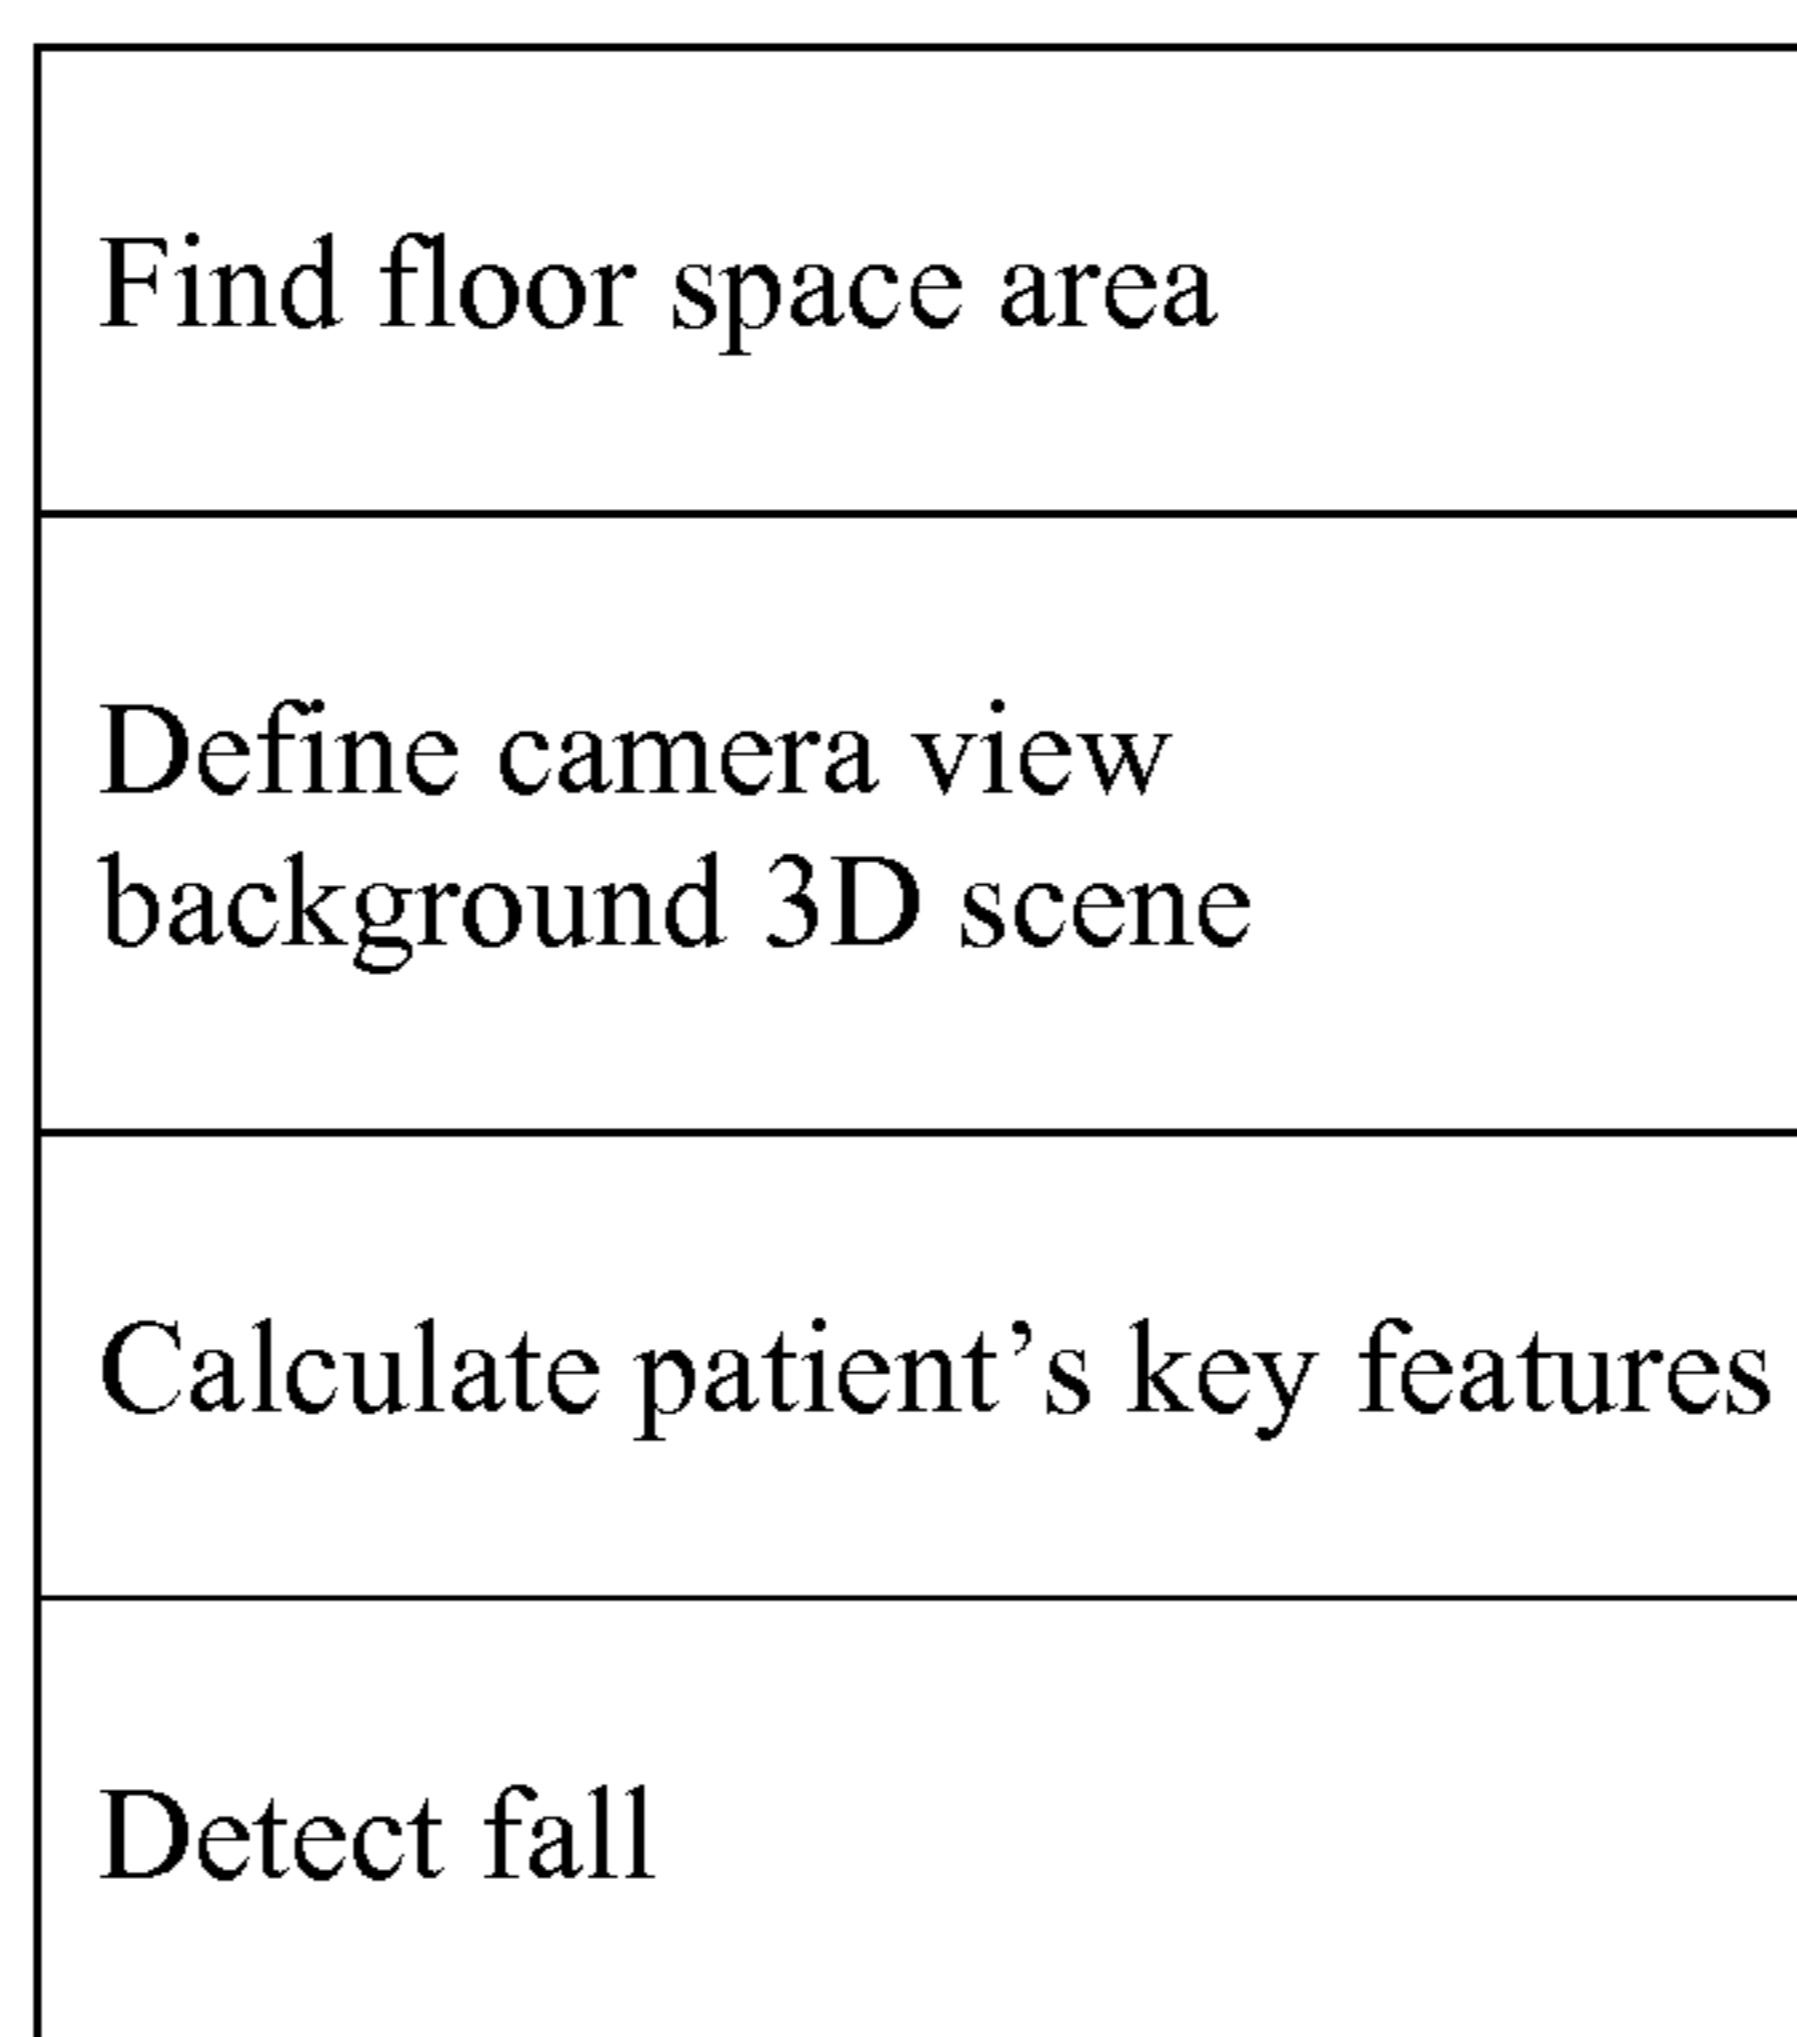 Find floor space area
Define camera view
background 3D scene
Calculate patient’s key features
Detect fall